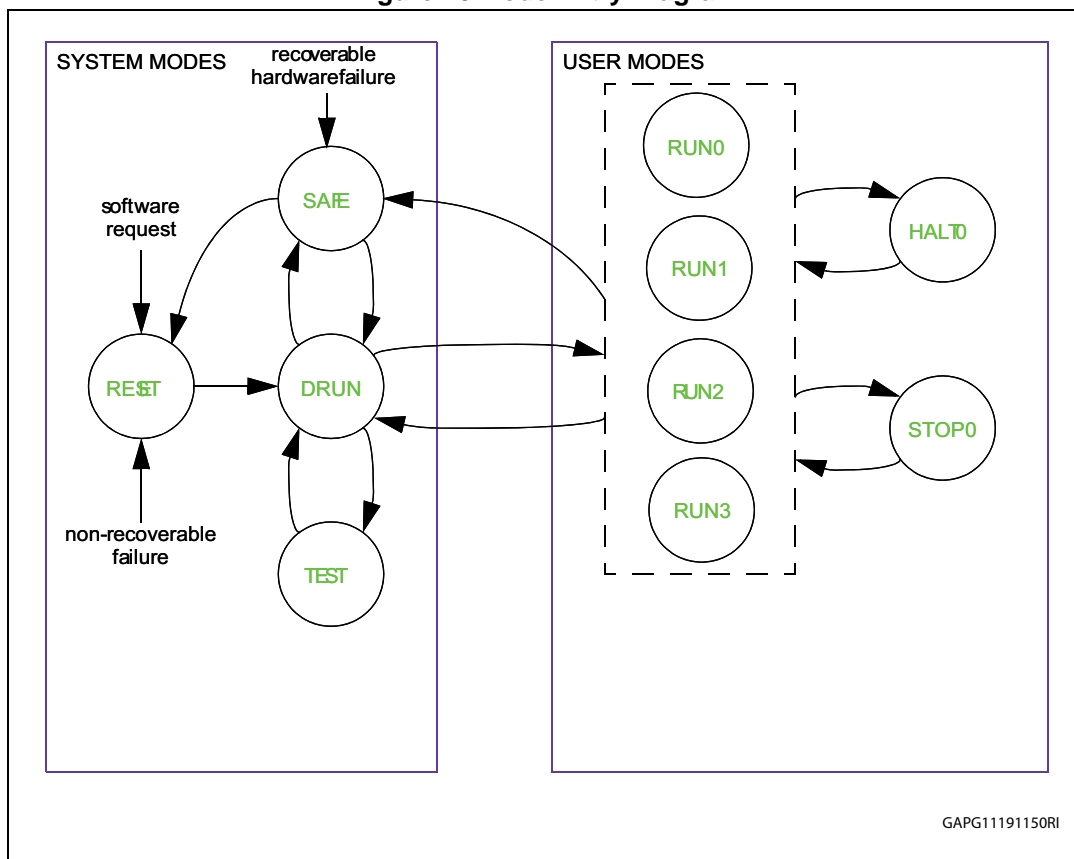 SYSTEM MODES
recoverable
hardwarefailure
SAFE
software
request
RESET
DRUN
non-recoverable
failure
TEST
USER MODES
RUN0
RUN1
RUN2
RUN3
HALT0
STOP0
GAPG11191150RI